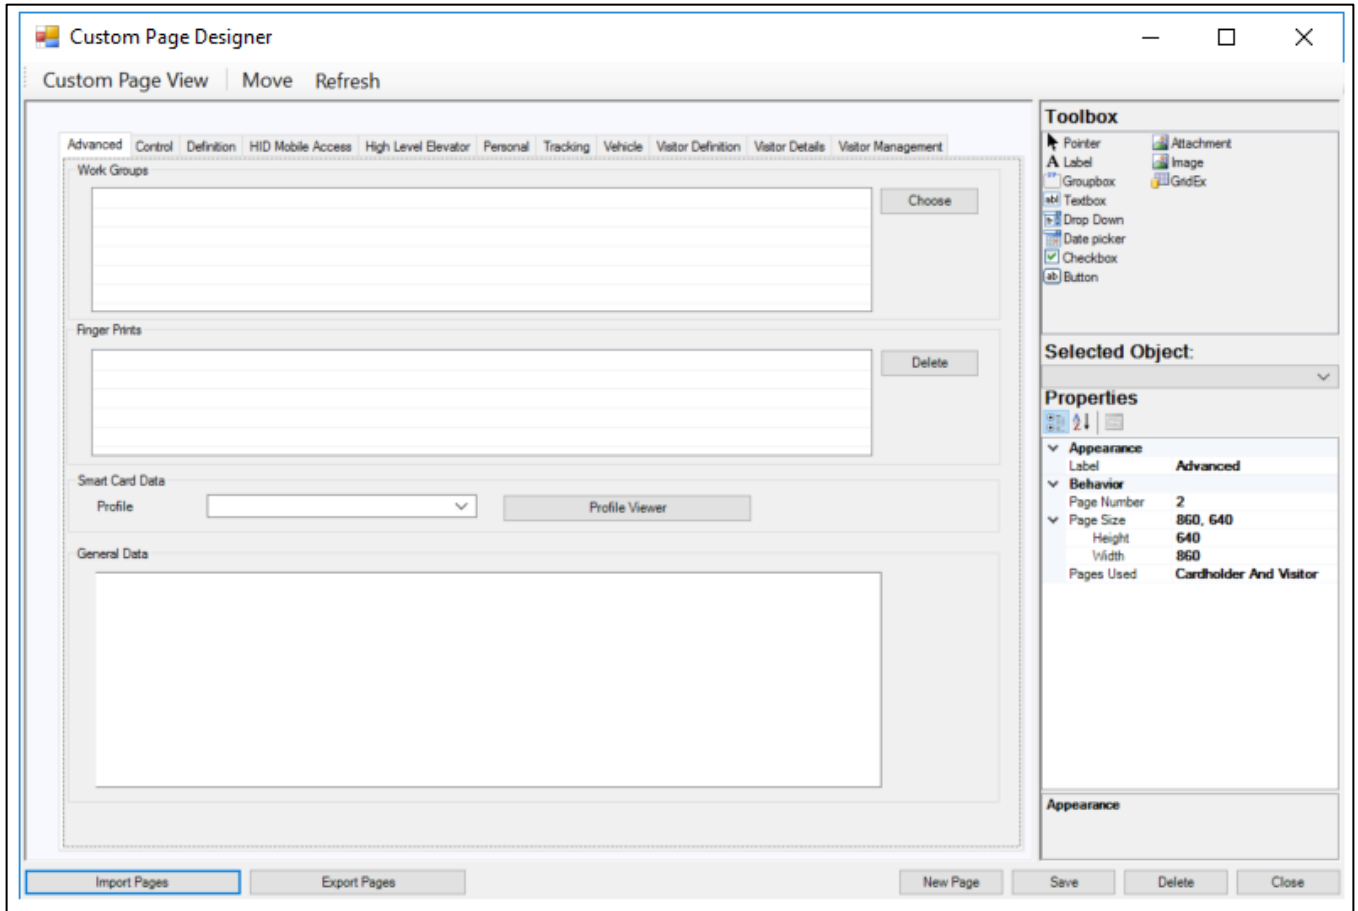 Custom Page Designer
Custom Page View Move Refresh
Advanced Control Definition HID Mobile Access High Level Elevator Personal Tracking Vehicle Visitor Definition Visitor Details Visitor Management
Work Groups
Choose
Finger Prints
Delete
Smart Card Data
Profile Profile Viewer
General Data
Toolbox
Pointer Attachment
A Label Image
Groupbox GridEx
abl Textbox
Drop Down
Date picker
Checkbox
ab Button
Selected Object:
Properties
Appearance
Label Advanced
Behavior
Page Number 2
Page Size 860, 640
Height 640
Width 860
Pages Used Cardholder And Visitor
Appearance
Import Pages Export Pages New Page Save Delete Close